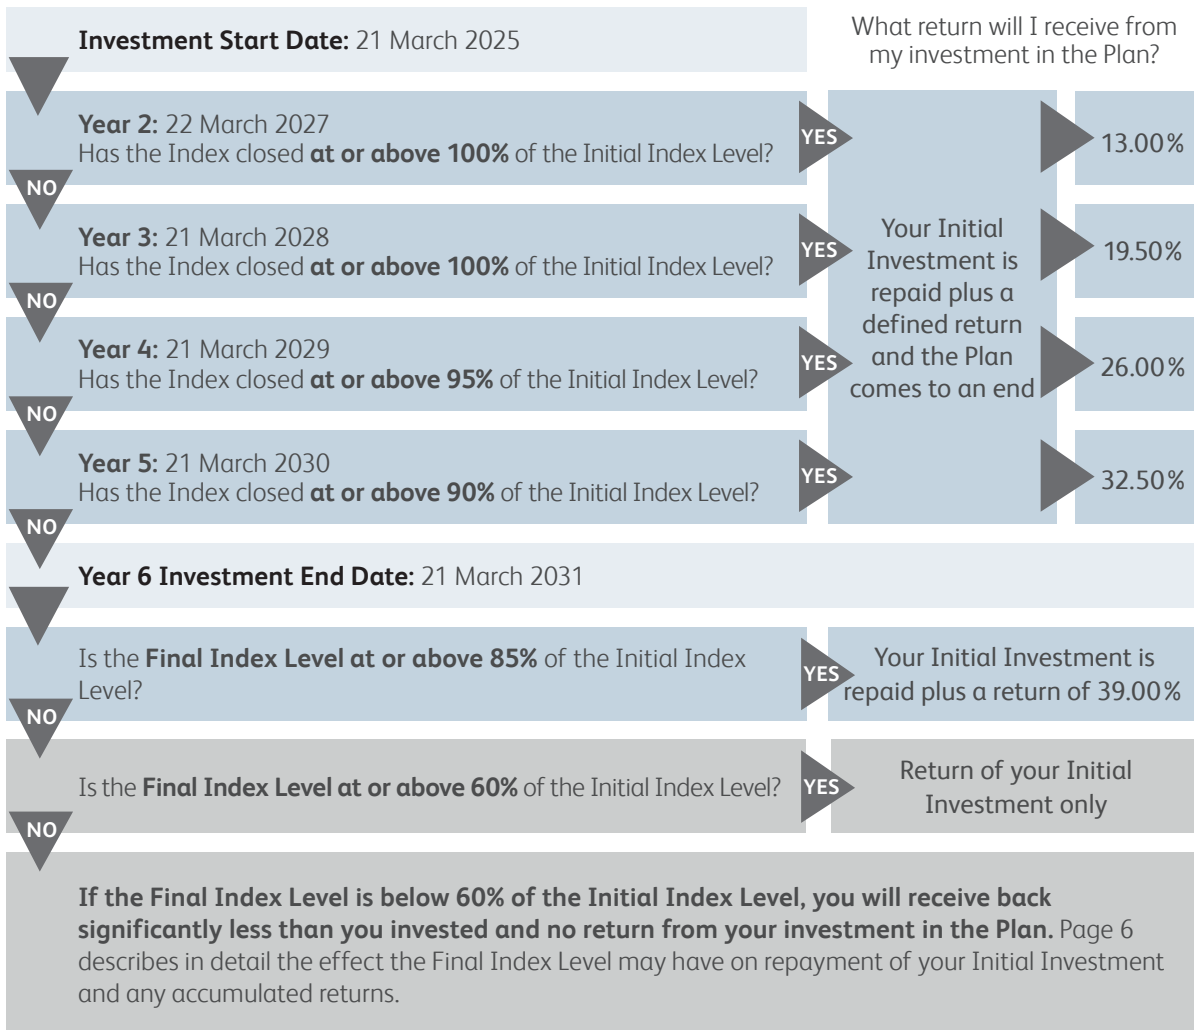 Investment Start Date: 21 March 2025
What return will I receive from
my investment in the Plan?
Year 2: 22 March 2027
Has the Index closed at or above 100% of the Initial Index Level?
YES
13.00%
NO
Year 3: 21 March 2028
Has the Index closed at or above 100% of the Initial Index Level?
YES
19.50%
NO
Year 4: 21 March 2029
Has the Index closed at or above 95% of the Initial Index Level?
YES
26.00%
NO
Year 5: 21 March 2030
Has the Index closed at or above 90% of the Initial Index Level?
YES
32.50%
NO
Your Initial
Investment is
repaid plus a
defined return
and the Plan
comes to an end
Year 6 Investment End Date: 21 March 2031
Is the Final Index Level at or above 85% of the Initial Index
Level?
YES
Your Initial Investment is
repaid plus a return of 39.00%
NO
Is the Final Index Level at or above 60% of the Initial Index Level?
YES
Return of your Initial
Investment only
NO
If the Final Index Level is below 60% of the Initial Index Level, you will receive back
significantly less than you invested and no return from your investment in the Plan. Page 6
describes in detail the effect the Final Index Level may have on repayment of your Initial Investment
and any accumulated returns.